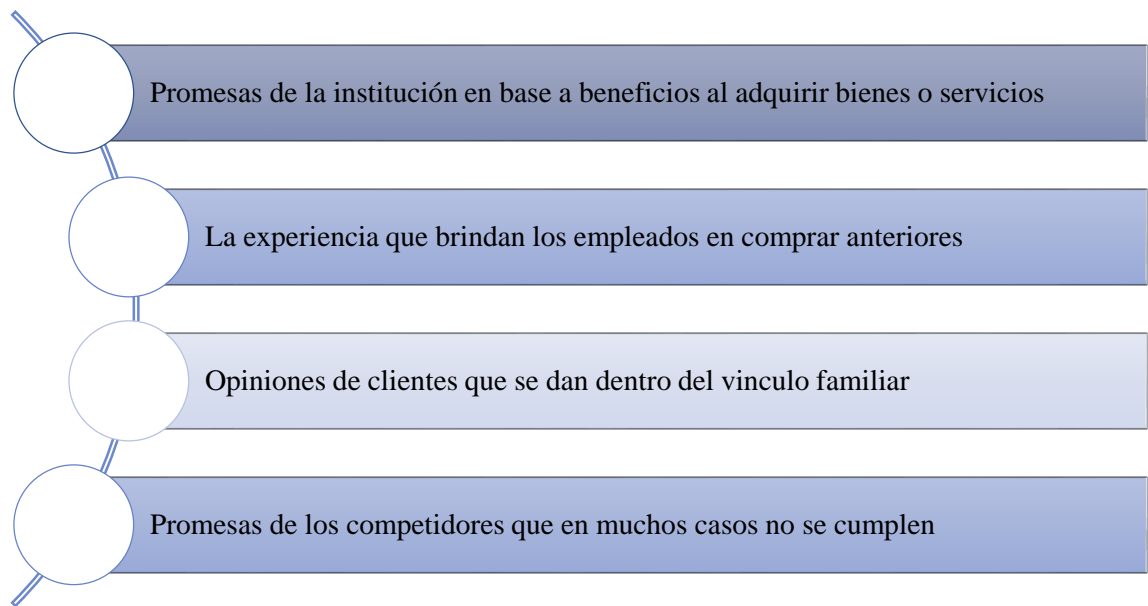 Promesas de la institución en base a beneficios al adquirir bienes o servicios
La experiencia que brindan los empleados en comprar anteriores
Opiniones de clientes que se dan dentro del vinculo familiar
Promesas de los competidores que en muchos casos no se cumplen